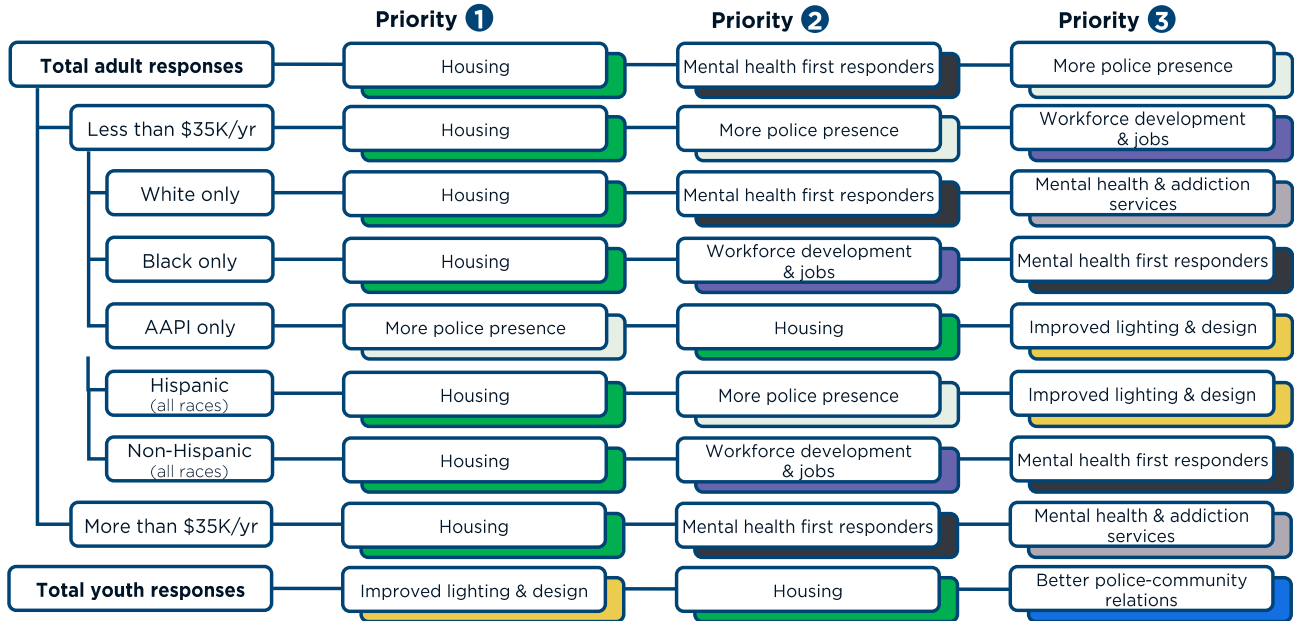 Priority 1 Priority 2 Priority 3
Total adult responses Housing Mental health first responders More police presence
Less than $35K/yr Housing More police presence Workforce development
& jobs
White only Housing Mental health first responders Mental health & addiction
services
Black only Housing Workforce development
& jobs Mental health first responders
AAPI only More police presence Housing Improved lighting & design
Hispanic
(all races) Housing More police presence Improved lighting & design
Non-Hispanic
(all races) Housing Workforce development
& jobs Mental health first responders
More than $35K/yr Housing Mental health first responders Mental health & addiction
services
Total youth responses Improved lighting & design Housing Better police-community
relations